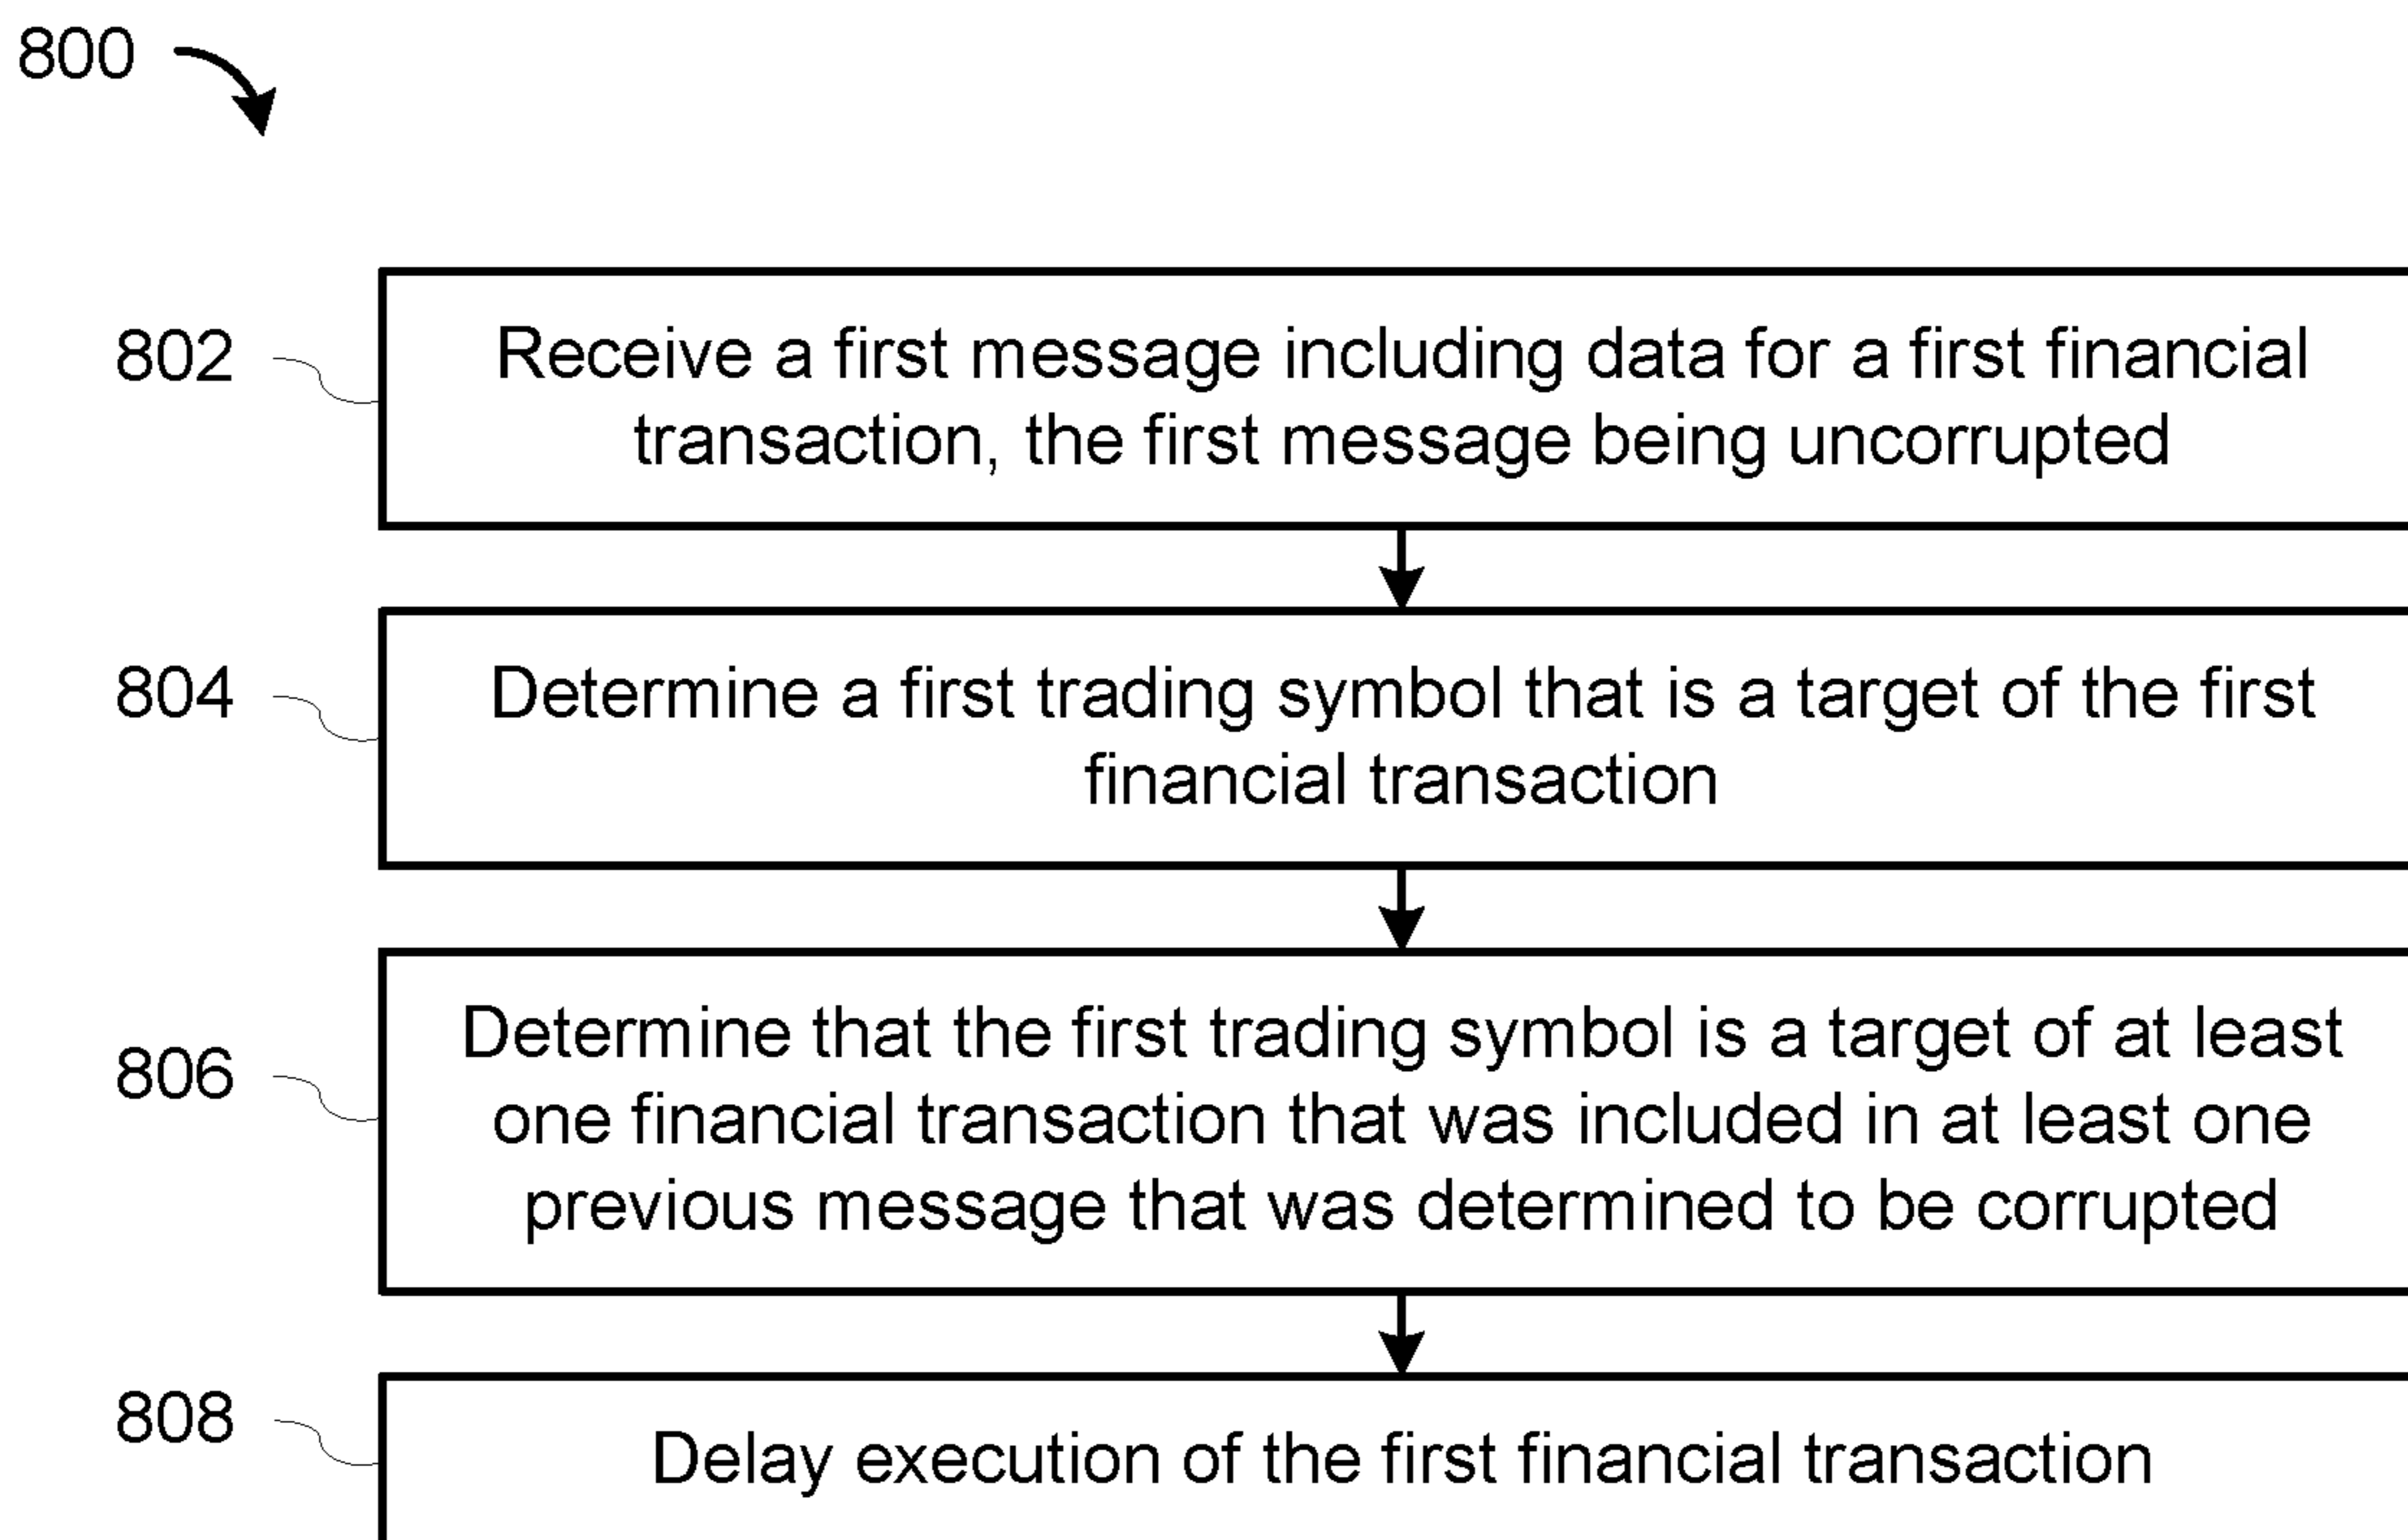 800
802
Receive a first message including data for a first financial
transaction, the first message being uncorrupted
804
Determine a first trading symbol that is a target of the first
financial transaction
806
Determine that the first trading symbol is a target of at least
one financial transaction that was included in at least one
previous message that was determined to be corrupted
808
Delay execution of the first financial transaction